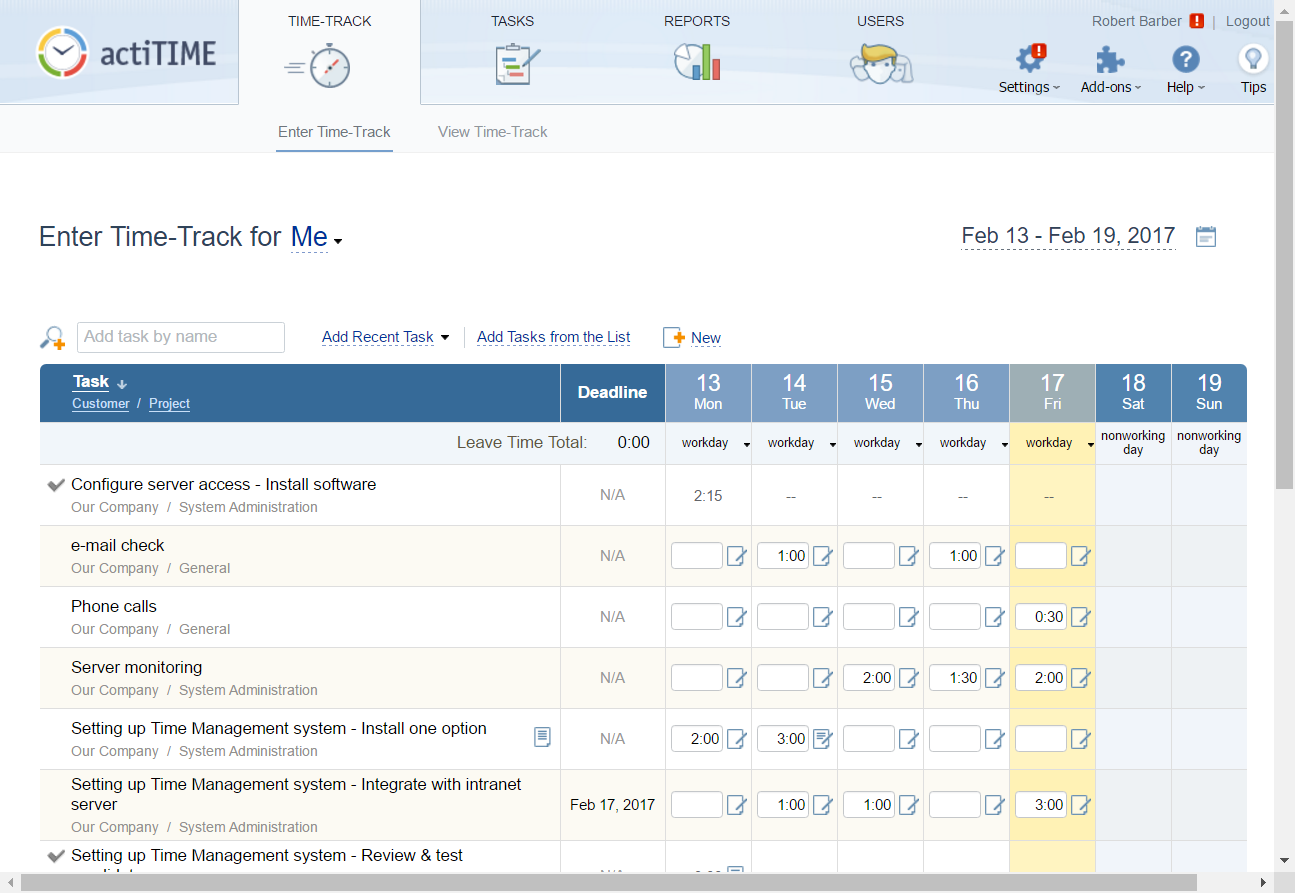 actiTIME
TIME-TRACK
TASKS
REPORTS
USERS
Robert Barber ! | Logout
Settings
Add-ons
Help
Tips
Enter Time-Track
View Time-Track
Enter Time-Track for Me
Feb 13 - Feb 19, 2017
Add task by name
Add Recent Task
Add Tasks from the List
New
Task Deadline 13 14 15 16 17 18 19
Customer / Project Mon Tue Wed Thu Fri Sat Sun
Leave Time Total: 0:00 workday workday workday workday workday nonworking day nonworking day
Configure server access - Install software
Our Company / System Administration
N/A 2:15 -- -- -- --
e-mail check
Our Company / General
N/A 1:00 1:00
Phone calls
Our Company / General
N/A 0:30
Server monitoring
Our Company / System Administration
N/A 2:00 1:30 2:00
Setting up Time Management system - Install one option
Our Company / System Administration
N/A 2:00 3:00
Setting up Time Management system - Integrate with intranet
server
Our Company / System Administration
Feb 17, 2017 1:00 1:00 3:00
Setting up Time Management system - Review & test